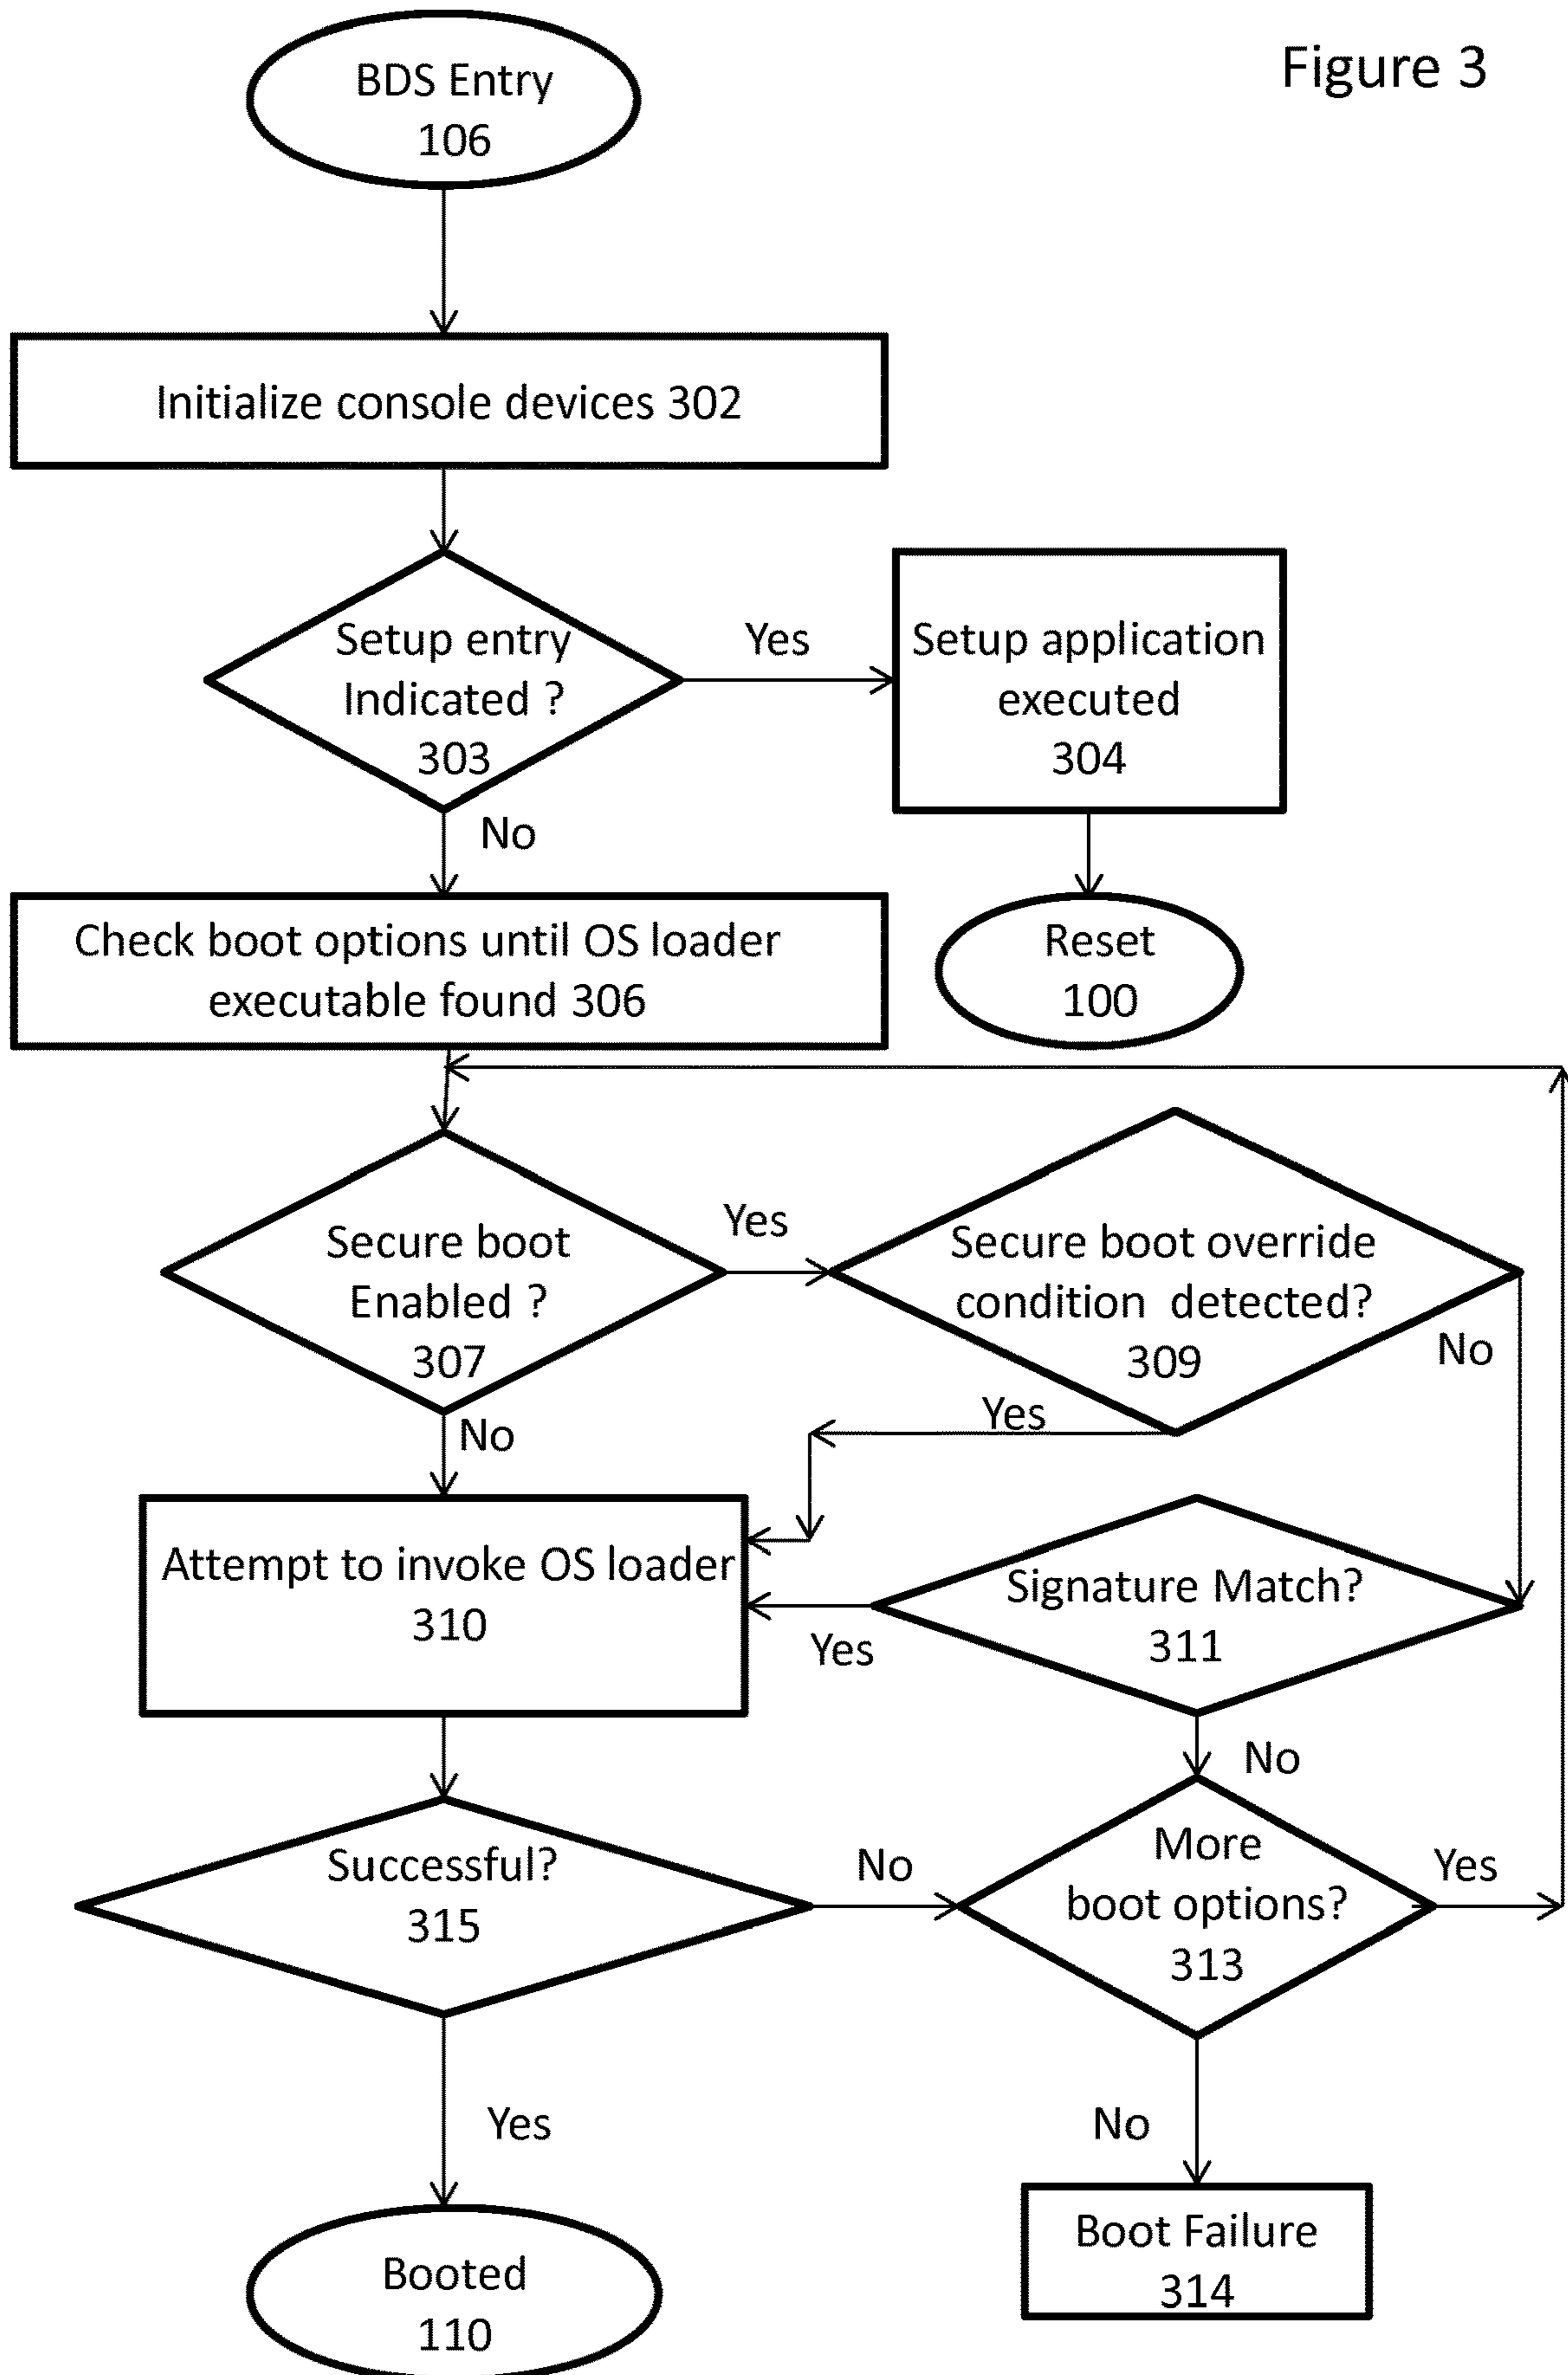 Figure 3
BDS Entry
106
Initialize console devices 302
Setup entry
Indicated ?
303
Yes
Setup application
executed
304
No
Check boot options until OS loader
executable found 306
Reset
100
Secure boot
Enabled ?
307
Yes
Secure boot override
condition detected?
309
No
Yes
No
Attempt to invoke OS loader
310
Signature Match?
311
Yes
No
Successful?
315
No
More
boot options?
313
Yes
Yes
No
Booted
110
Boot Failure
314